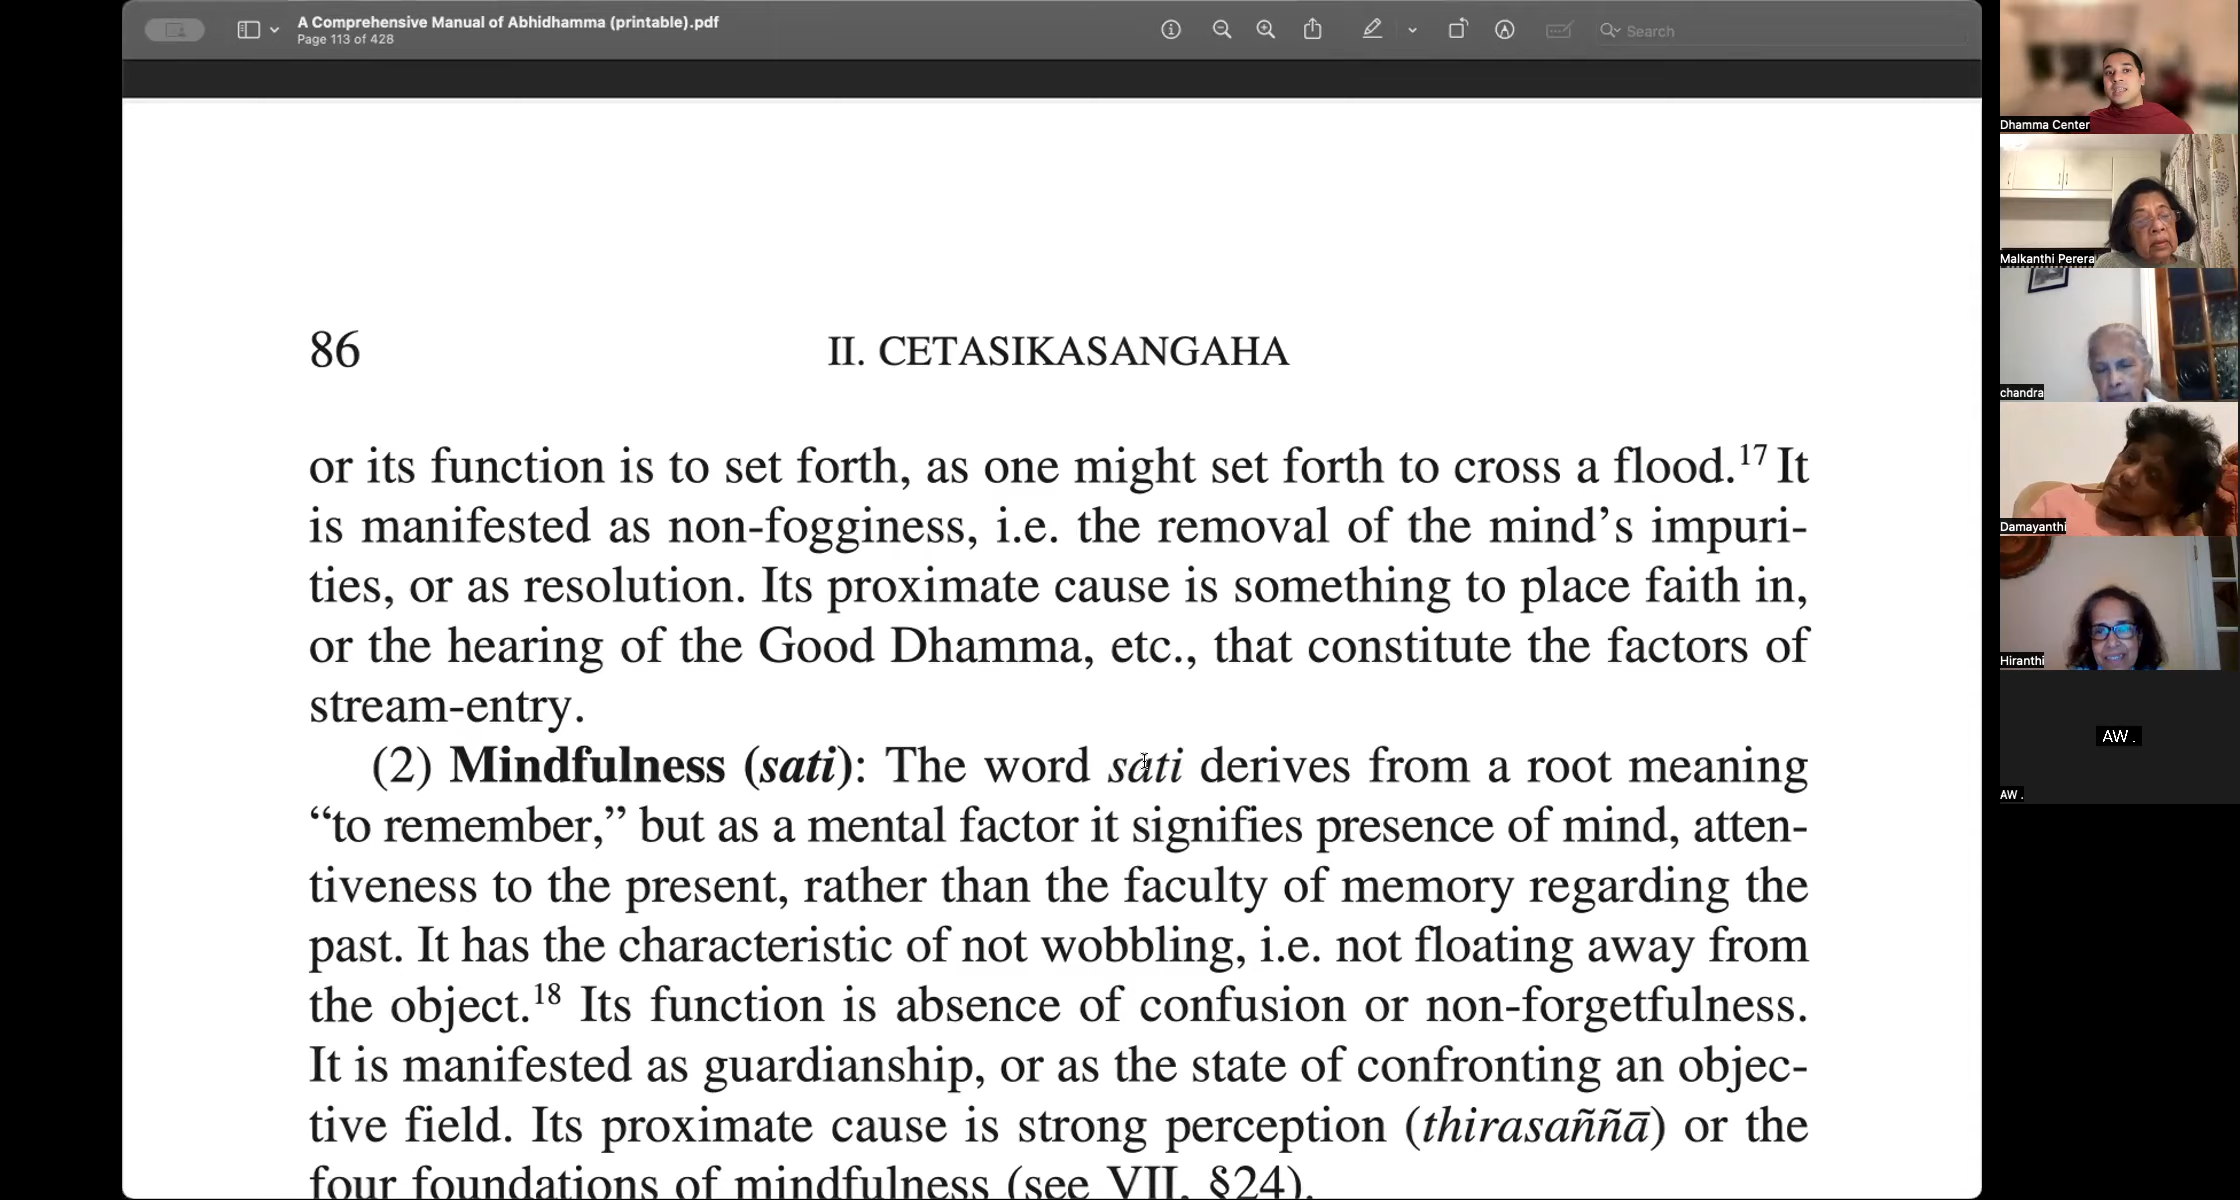 A Comprehensive Manual of Abhidhamma (printable).pdf
Page 113 of 428
Search
86
II. CETASIKASANGAHA
or its function is to set forth, as one might set forth to cross a flood.17 It
is manifested as non-fogginess, i.e. the removal of the mind’s impuri-
ties, or as resolution. Its proximate cause is something to place faith in,
or the hearing of the Good Dhamma, etc., that constitute the factors of
stream-entry.
(2) Mindfulness (sati): The word sati derives from a root meaning
“to remember,” but as a mental factor it signifies presence of mind, atten-
tiveness to the present, rather than the faculty of memory regarding the
past. It has the characteristic of not wobbling, i.e. not floating away from
the object.18 Its function is absence of confusion or non-forgetfulness.
It is manifested as guardianship, or as the state of confronting an objec-
tive field. Its proximate cause is strong perception (thirasaññā) or the
four foundations of mindfulness (see VII, §24).
Dhamma Center
Malkanthi Perera
chandra
Damayanthi
Hiranthi
AW .
AW .